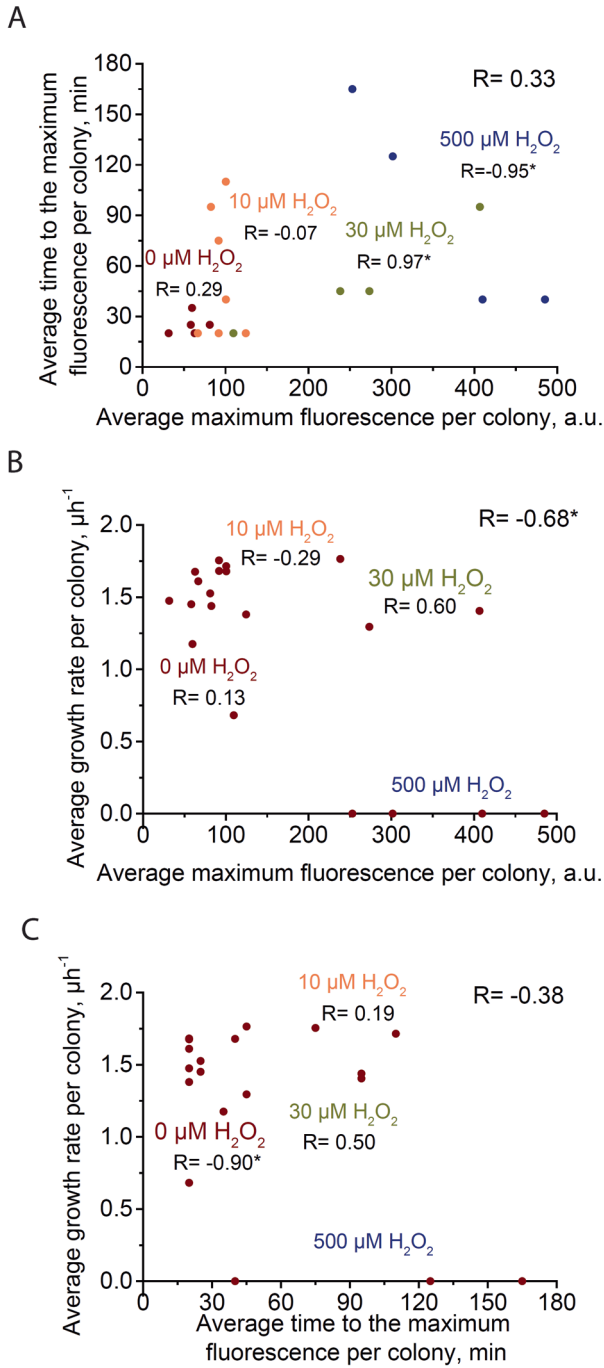 A
Average time to the maximum
fluorescence per colony, min
180
150
120
90
60
30
0
R= 0.33
500 µM H₂O₂
R=-0.95*
10 µM H₂O₂
R= -0.07
30 µM H₂O₂
R= 0.97*
0 µM H₂O₂
R= 0.29
0 100 200 300 400 500
Average maximum fluorescence per colony, a.u.
B
Average growth rate per colony, µh⁻¹
2.0
1.5
1.0
0.5
0.0
R= -0.68*
10 µM H₂O₂
R= -0.29
30 µM H₂O₂
R= 0.60
0 µM H₂O₂
R= 0.13
500 µM H₂O₂
0 100 200 300 400 500
Average maximum fluorescence per colony, a.u.
C
Average growth rate per colony, µh⁻¹
2.0
1.5
1.0
0.5
0.0
R= -0.38
10 µM H₂O₂
R= 0.19
30 µM H₂O₂
R= 0.50
0 µM H₂O₂
R= -0.90*
500 µM H₂O₂
0 30 60 90 120 150 180
Average time to the maximum
fluorescence per colony, min